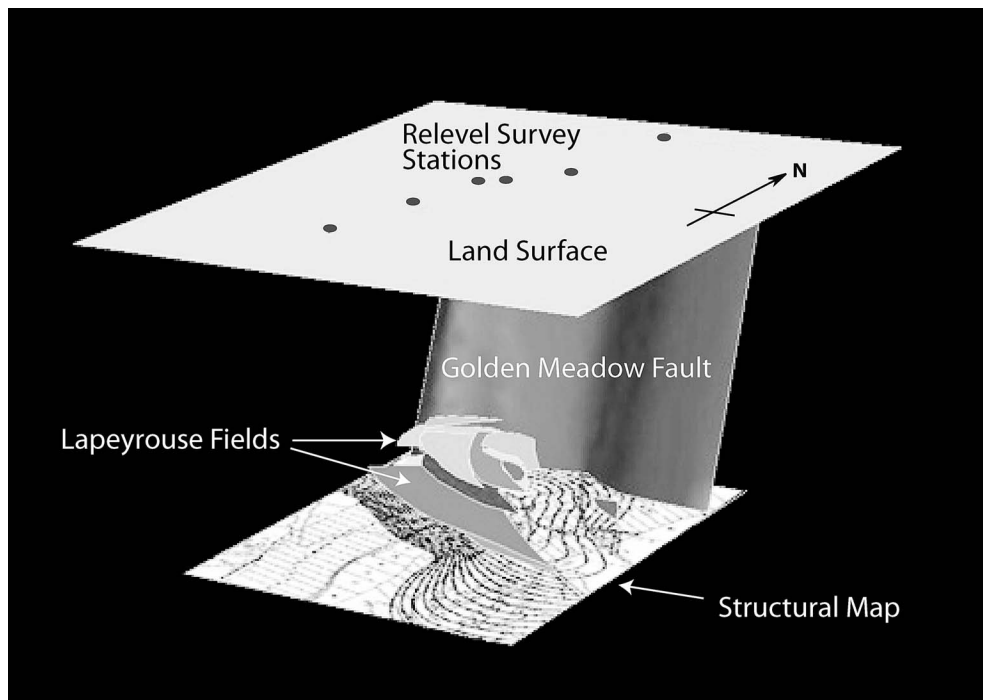 Relevel Survey
Stations
N
Land Surface
Golden Meadow Fault
Lapeyrouse Fields
Structural Map